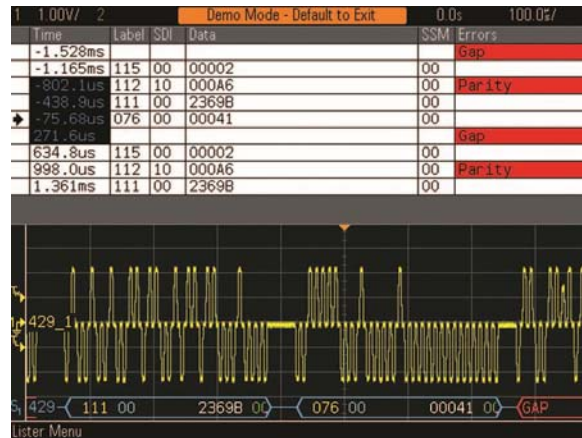 1 1.00V/ 2 Demo Mode - Default to Exit 0.0s 100.0%/
Time Label SDI Data SSM Errors
-1.528ms Gap
-1.165ms 115 00 00002 00
-802.1us 112 10 000A6 00 Parity
-438.9us 111 00 2369B 00
-75.68us 076 00 00041 00
271.6us Gap
634.8us 115 00 00002 00
998.0us 112 10 000A6 00 Parity
1.361ms 111 00 2369B 00
429_1
S1 429 111 00 2369B 00 076 00 00041 00 GAP
Lister Menu